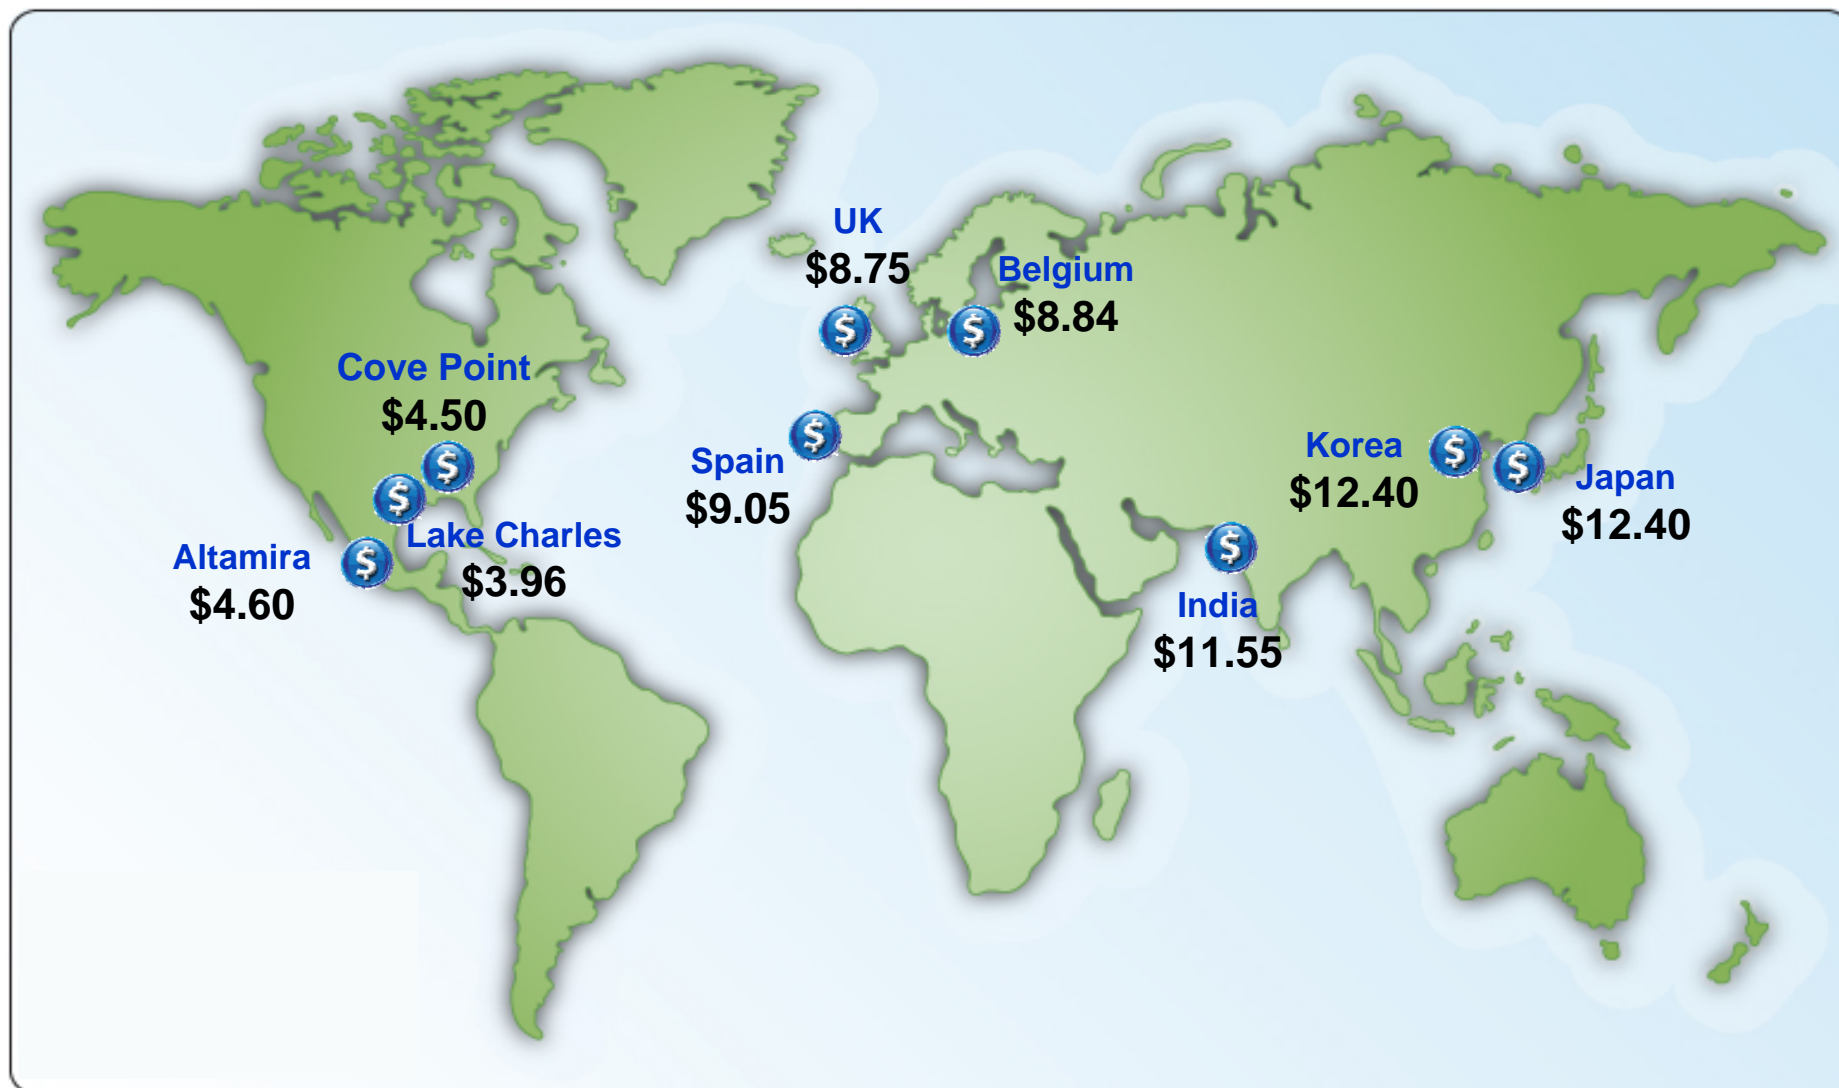 UK
$8.75
Belgium
$8.84
Cove Point
$4.50
Spain
$9.05
Korea
$12.40
Japan
$12.40
Lake Charles
$3.96
Altamira
$4.60
India
$11.55